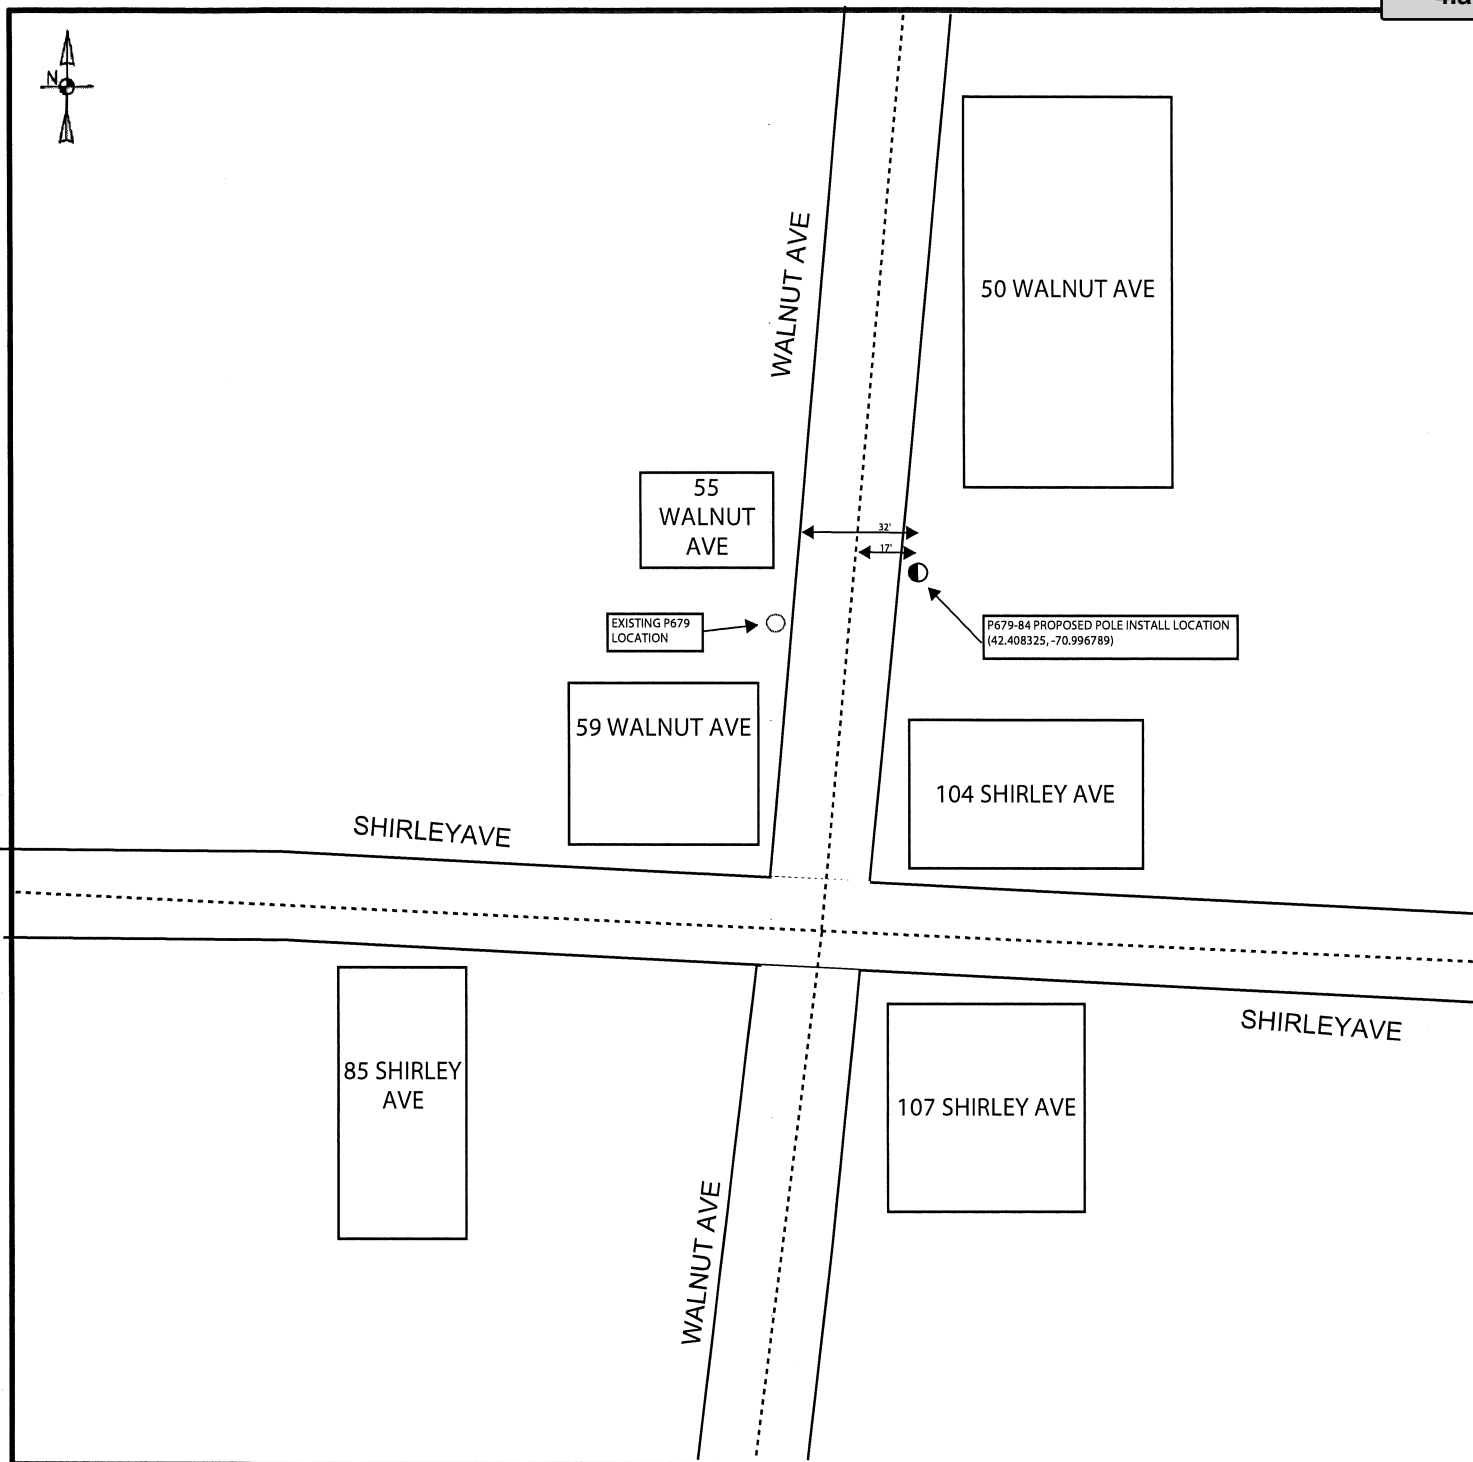 N
WALNUT AVE
50 WALNUT AVE
55
WALNUT
AVE
32'
17'
EXISTING P679
LOCATION
P679-84 PROPOSED POLE INSTALL LOCATION
(42.408325, -70.996789)
59 WALNUT AVE
104 SHIRLEY AVE
SHIRLEYAVE
SHIRLEYAVE
85 SHIRLEY
AVE
107 SHIRLEY AVE
WALNUT AVE